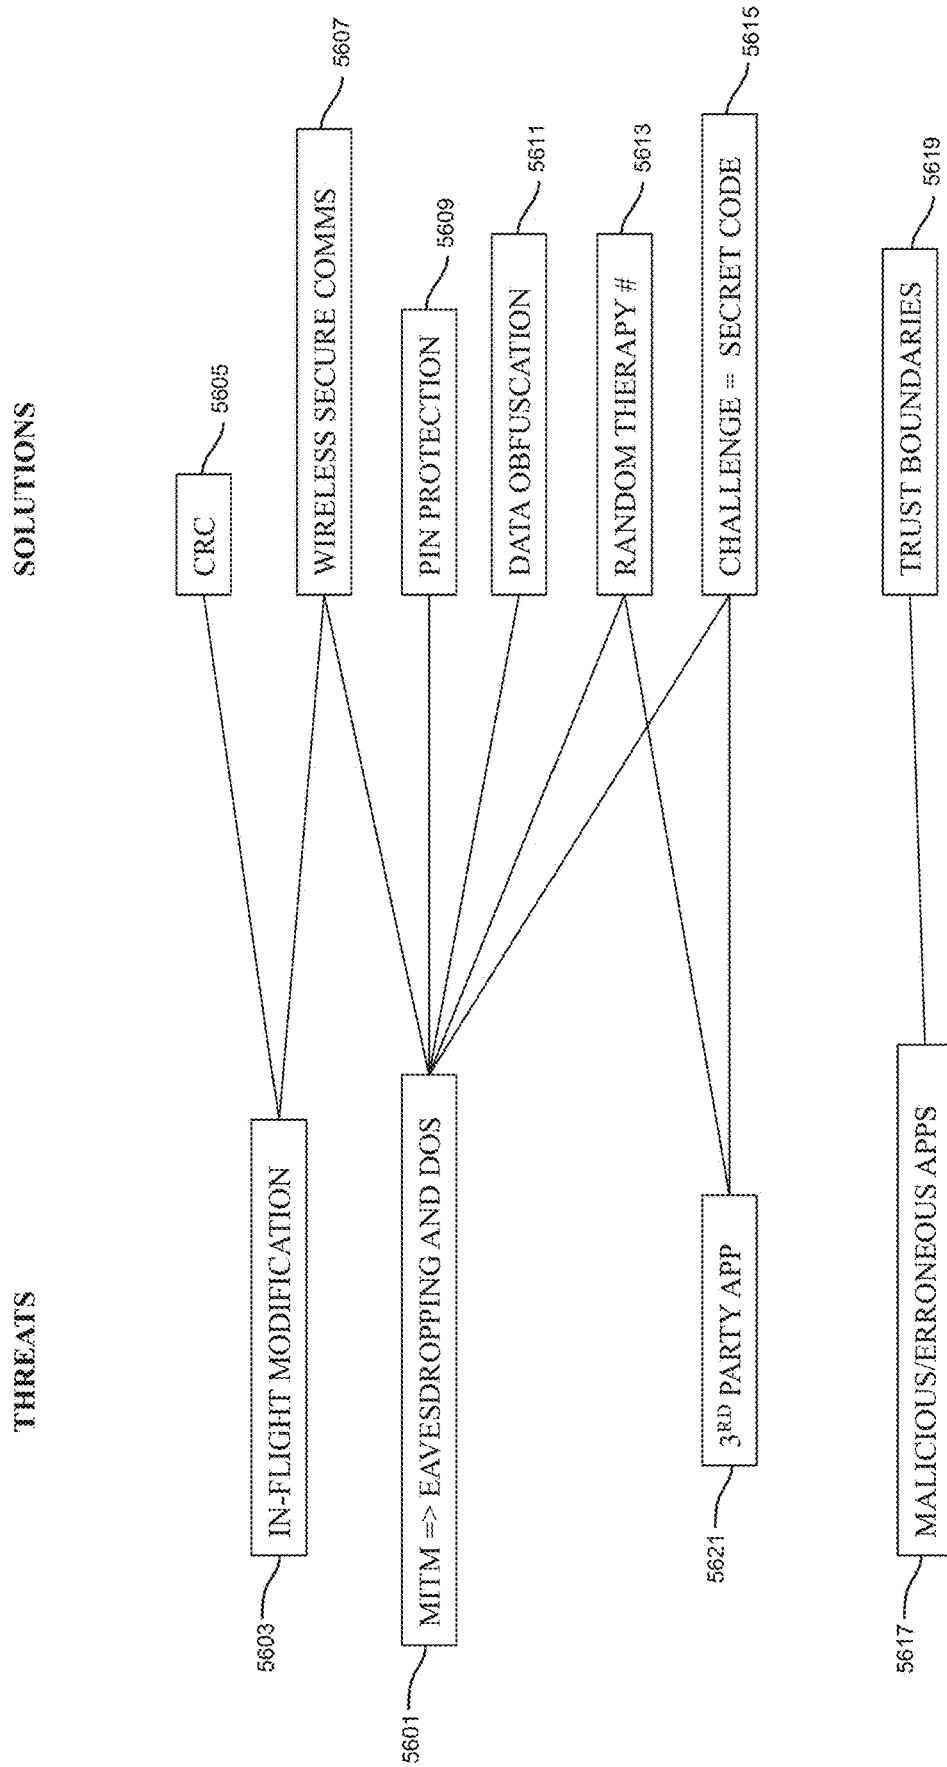 THREATS
SOLUTIONS
CRC
5605
IN-FLIGHT MODIFICATION
5603
WIRELESS SECURE COMMS
5607
MITM => EAVESDROPPING AND DOS
5601
PIN PROTECTION
5609
DATA OBFUSCATION
5611
RANDOM THERAPY #
5613
3RD PARTY APP
5621
CHALLENGE = SECRET CODE
5615
MALICIOUS/ERRONEOUS APPS
5617
TRUST BOUNDARIES
5619